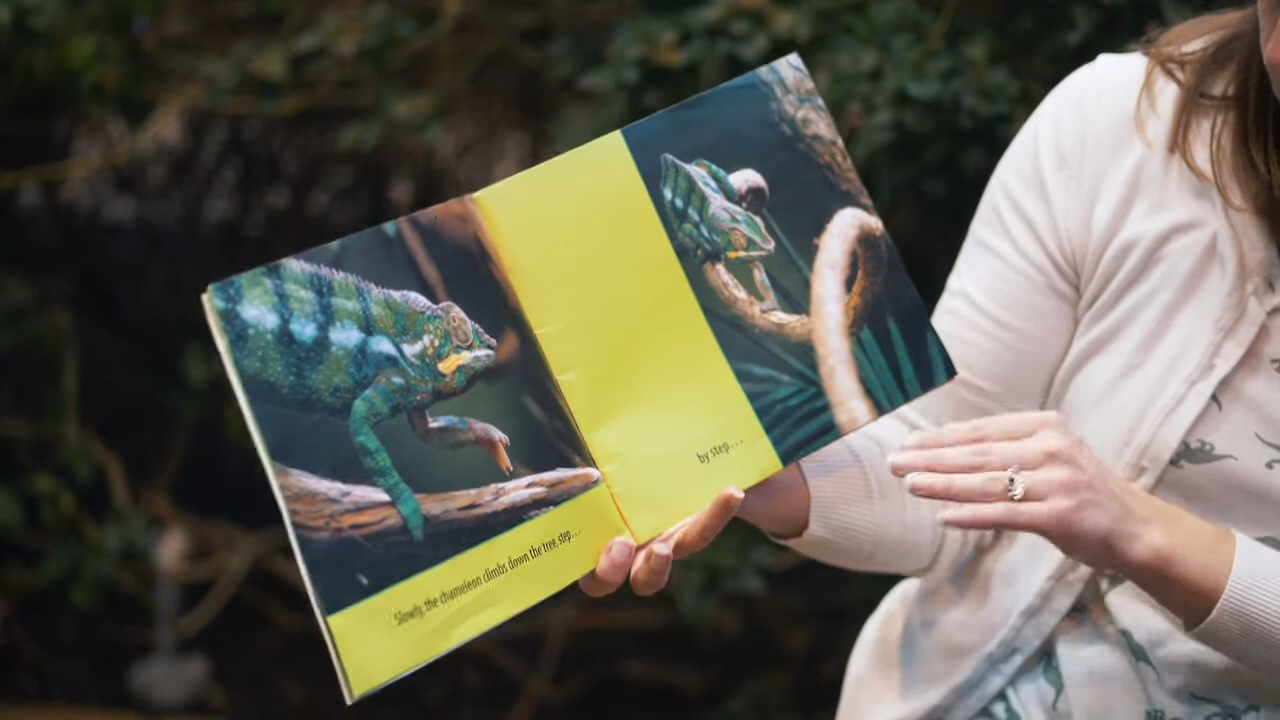 Slowly, the chameleon climbs down the tree, step...
by step...